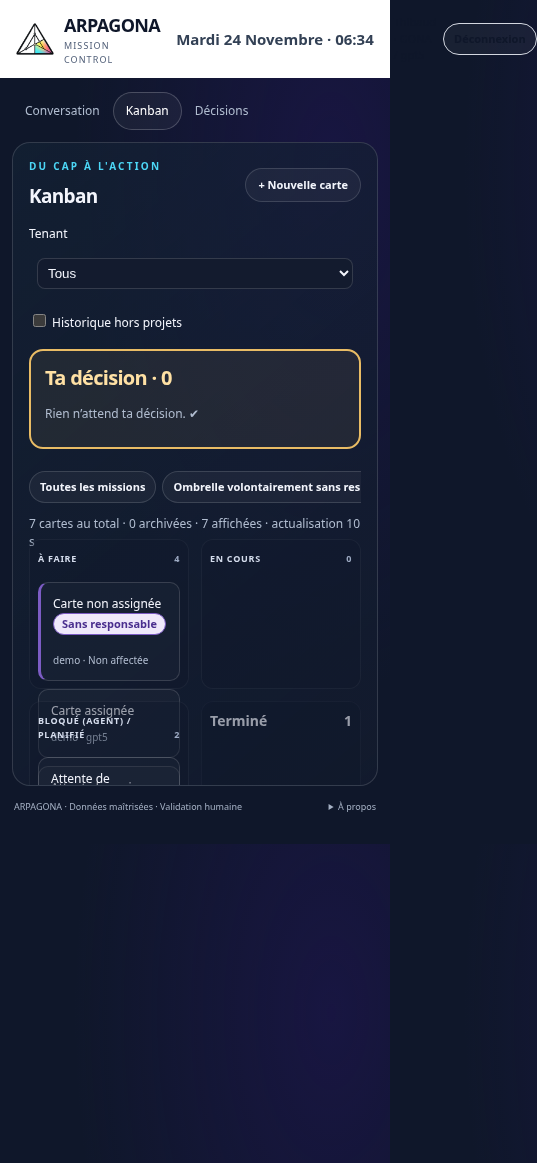 ARPAGONA
MISSION
CONTROL
Mardi 24 Novembre · 06:34
Déconnexion
Conversation
Kanban
Décisions
DU CAP À L'ACTION
Kanban
+ Nouvelle carte
Tenant
Tous
Historique hors projets
Ta décision · 0
Rien n'attend ta décision. ✔
Toutes les missions
Ombrelle volontairement sans res
7 cartes au total · 0 archivées · 7 affichées · actualisation 10
s
À FAIRE 4
EN COURS 0
Carte non assignée
Sans responsable
demo · Non affectée
Carte assignée
demo · gpt5
BLOQUÉ (AGENT) /
PLANIFIÉ 2
Terminé 1
Attente de
ARPAGONA · Données maîtrisées · Validation humaine
► À propos